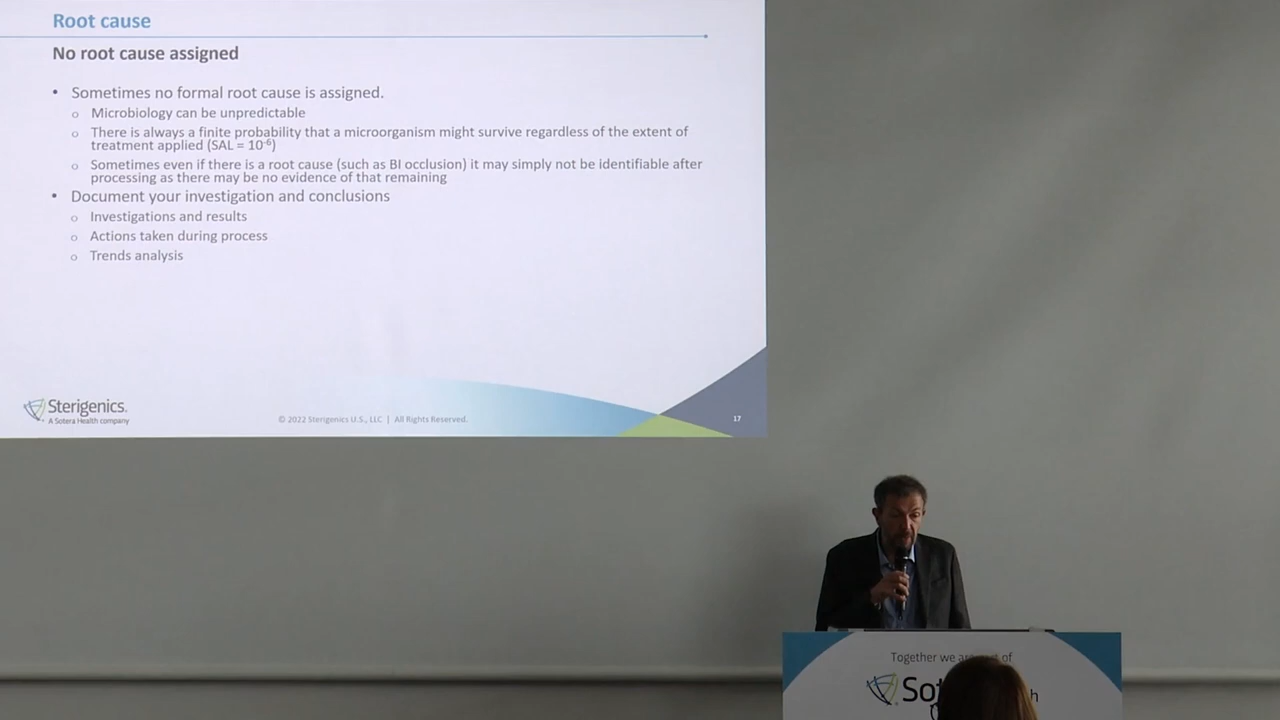 Root cause
No root cause assigned
• Sometimes no formal root cause is assigned.
o Microbiology can be unpredictable
o There is always a finite probability that a microorganism might survive regardless of the extent of
treatment applied (SAL = 10⁻⁶)
o Sometimes even if there is a root cause (such as BI occlusion) it may simply not be identifiable after
processing as there may be no evidence of that remaining
• Document your investigation and conclusions
o Investigations and results
o Actions taken during process
o Trends analysis
Sterigenics.
A Sotera Health company
© 2022 Sterigenics U.S., LLC | All Rights Reserved.
17
Together we are of